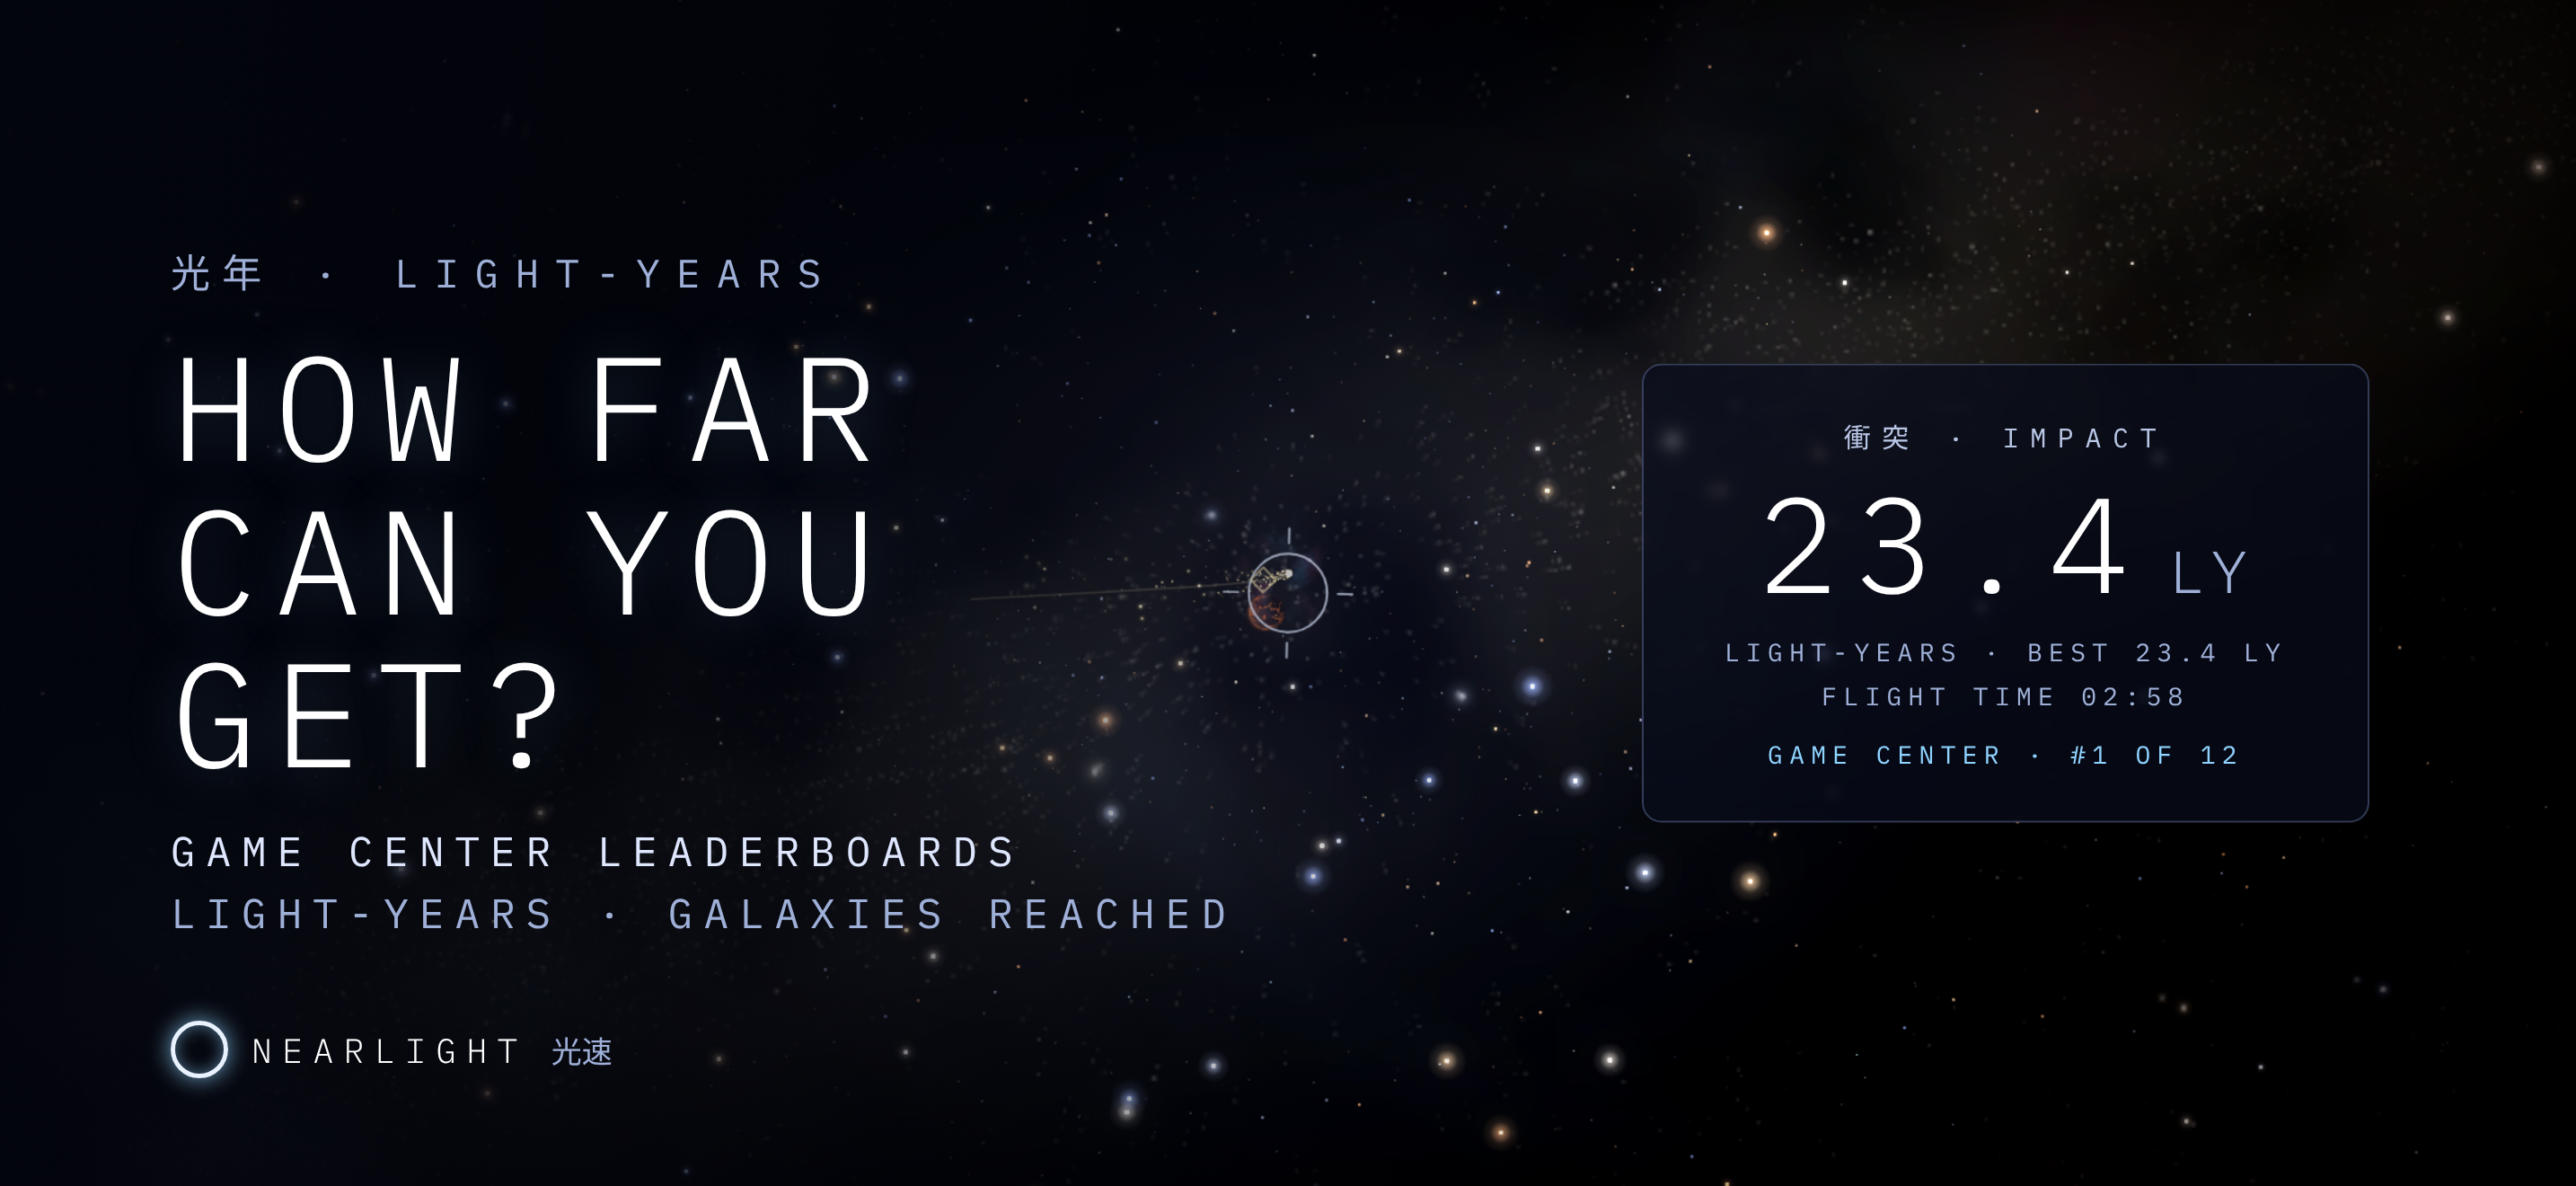 光年 · LIGHT-YEARS
HOW FAR
CAN YOU
GET?
GAME CENTER LEADERBOARDS
LIGHT-YEARS · GALAXIES REACHED
NEARLIGHT 光速
衝突 · IMPACT
23.4 LY
LIGHT-YEARS · BEST 23.4 LY
FLIGHT TIME 02:58
GAME CENTER · #1 OF 12